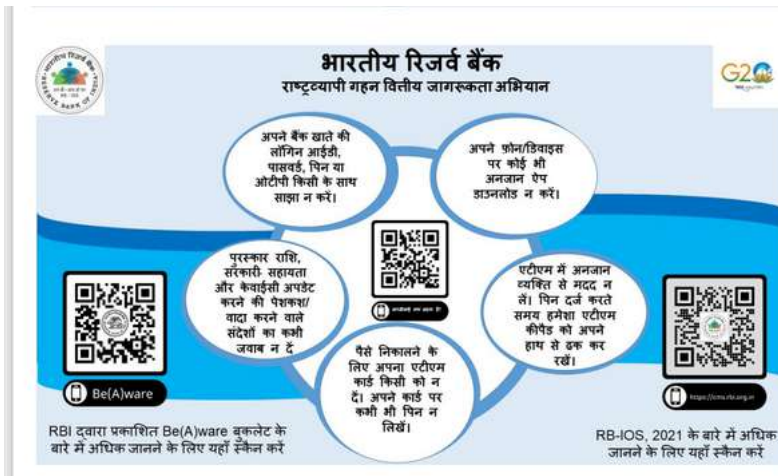 भारतीय रिजर्व बैंक
राष्ट्रव्यापी गहन वित्तीय जागरूकता अभियान
G20
अपने बैंक खाते की
लॉगिन आईडी,
पासवर्ड, पिन या
ओटीपी किसी के साथ
साझा न करें।
अपने फ़ोन/डिवाइस
पर कोई भी
अनजान ऐप
डाउनलोड न करें।
पुरस्कार राशि,
सरकारी सहायता
और केवाईसी अपडेट
करने की पेशकश/
वादा करने वाले
संदेशों का कभी
जवाब न दें
एटीएम में अनजान
व्यक्ति से मदद न
लें। पिन दर्ज करते
समय हमेशा एटीएम
कीपैड को अपने
हाथ से ढक कर
रखें।
पैसे निकालने के
लिए अपना एटीएम
कार्ड किसी को न
दें। अपने कार्ड पर
कभी भी पिन न
लिखें।
Be(A)ware
https://cms.rbi.org.in
RBI द्वारा प्रकाशित Be(A)ware बुकलेट के
बारे में अधिक जानने के लिए यहाँ स्कैन करें
RB-IOS, 2021 के बारे में अधिक
जानने के लिए यहाँ स्कैन करें